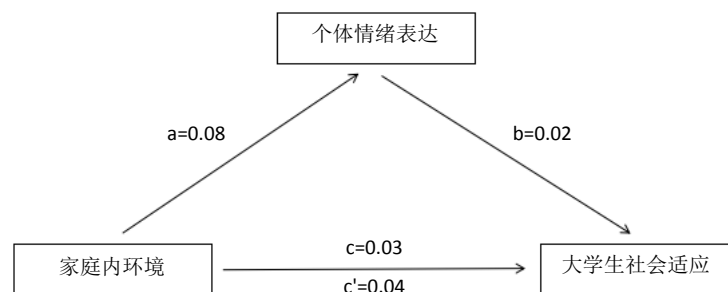 个体情绪表达
a=0.08
b=0.02
家庭内环境
c=0.03
c'=0.04
大学生社会适应